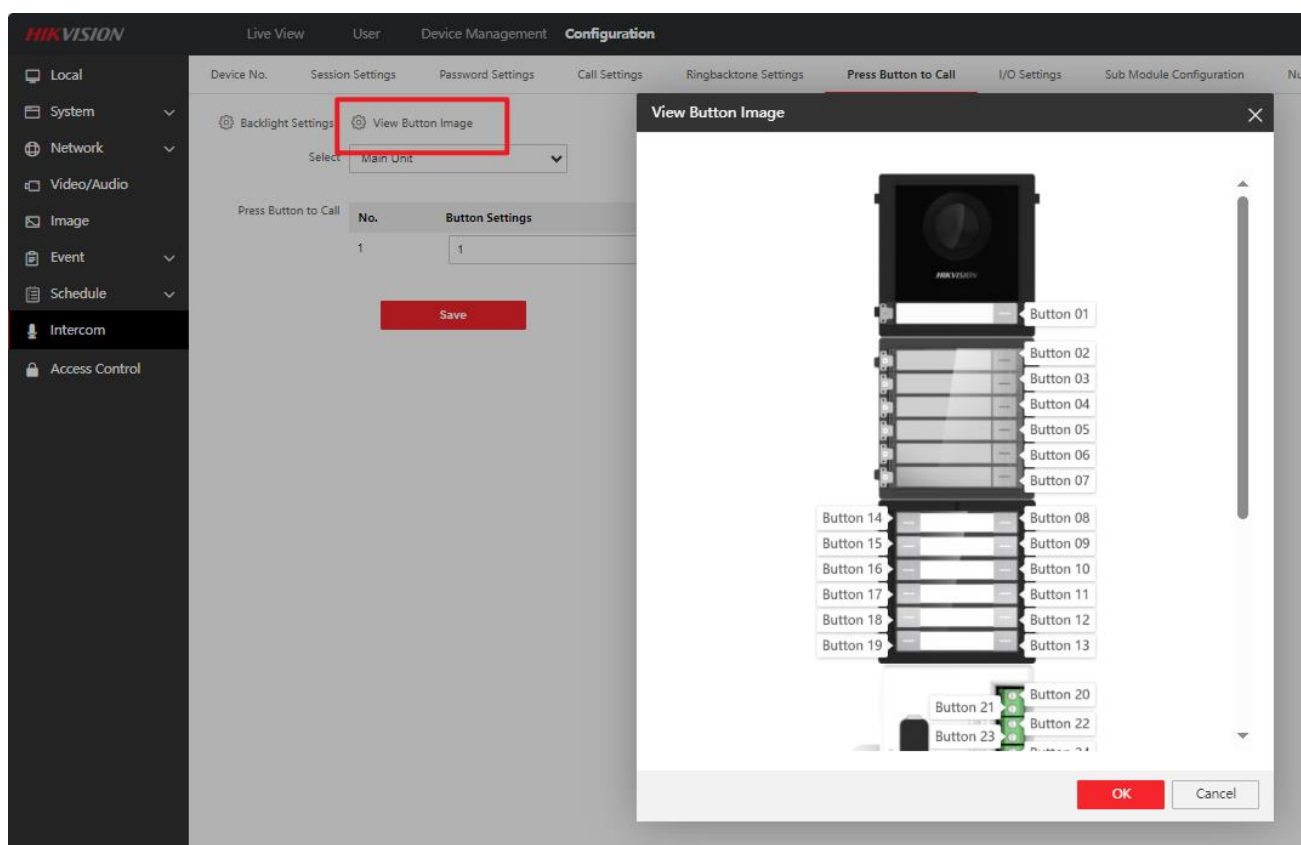 HIKVISION Live View User Device Management Configuration
Local
System
Network
Video/Audio
Image
Event
Schedule
Intercom
Access Control
Device No. Session Settings Password Settings Call Settings Ringbacktone Settings Press Button to Call I/O Settings Sub Module Configuration Nu
Backlight Settings View Button Image
Select Main Unit
Press Button to Call No. Button Settings
1 1
Save
View Button Image
HIKVISION
Button 01
Button 02
Button 03
Button 04
Button 05
Button 06
Button 07
Button 14 Button 08
Button 15 Button 09
Button 16 Button 10
Button 17 Button 11
Button 18 Button 12
Button 19 Button 13
Button 20
Button 21
Button 22
Button 23
Button 24
OK Cancel